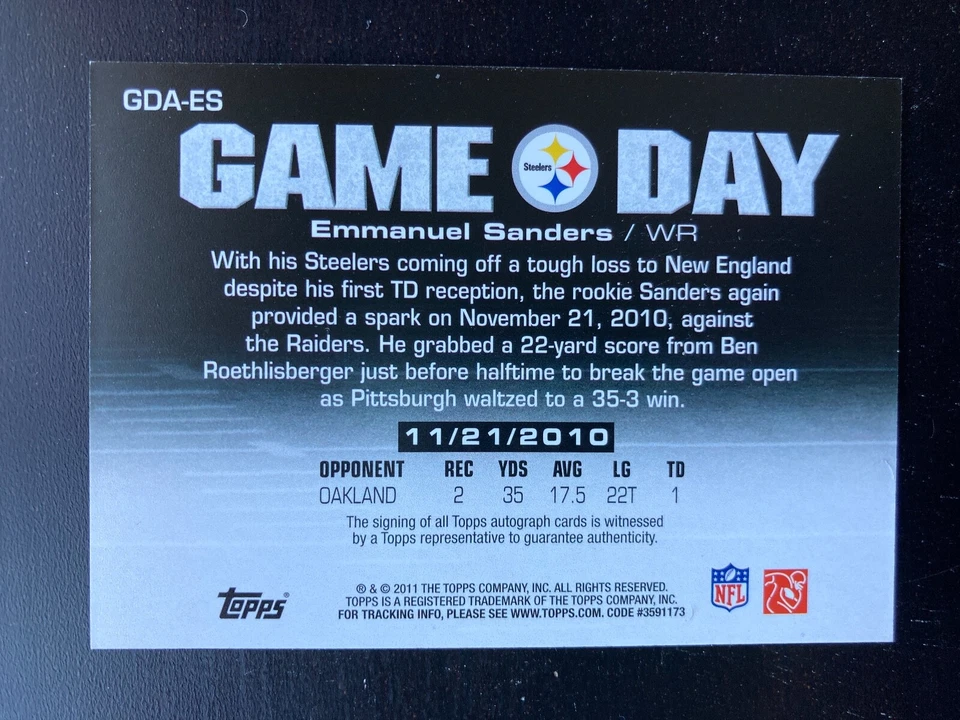 GDA-ES
GAME Steelers DAY
Emmanuel Sanders / WR
With his Steelers coming off a tough loss to New England
despite his first TD reception, the rookie Sanders again
provided a spark on November 21, 2010, against
the Raiders. He grabbed a 22-yard score from Ben
Roethlisberger just before halftime to break the game open
as Pittsburgh waltzed to a 35-3 win.
11/21/2010
OPPONENT REC YDS AVG LG TD
OAKLAND 2 35 17.5 22T 1
The signing of all Topps autograph cards is witnessed
by a Topps representative to guarantee authenticity.
topps®
® & © 2011 THE TOPPS COMPANY, INC. ALL RIGHTS RESERVED.
TOPPS IS A REGISTERED TRADEMARK OF THE TOPPS COMPANY, INC.
FOR TRACKING INFO, PLEASE SEE WWW.TOPPS.COM. CODE #3591173
NFL